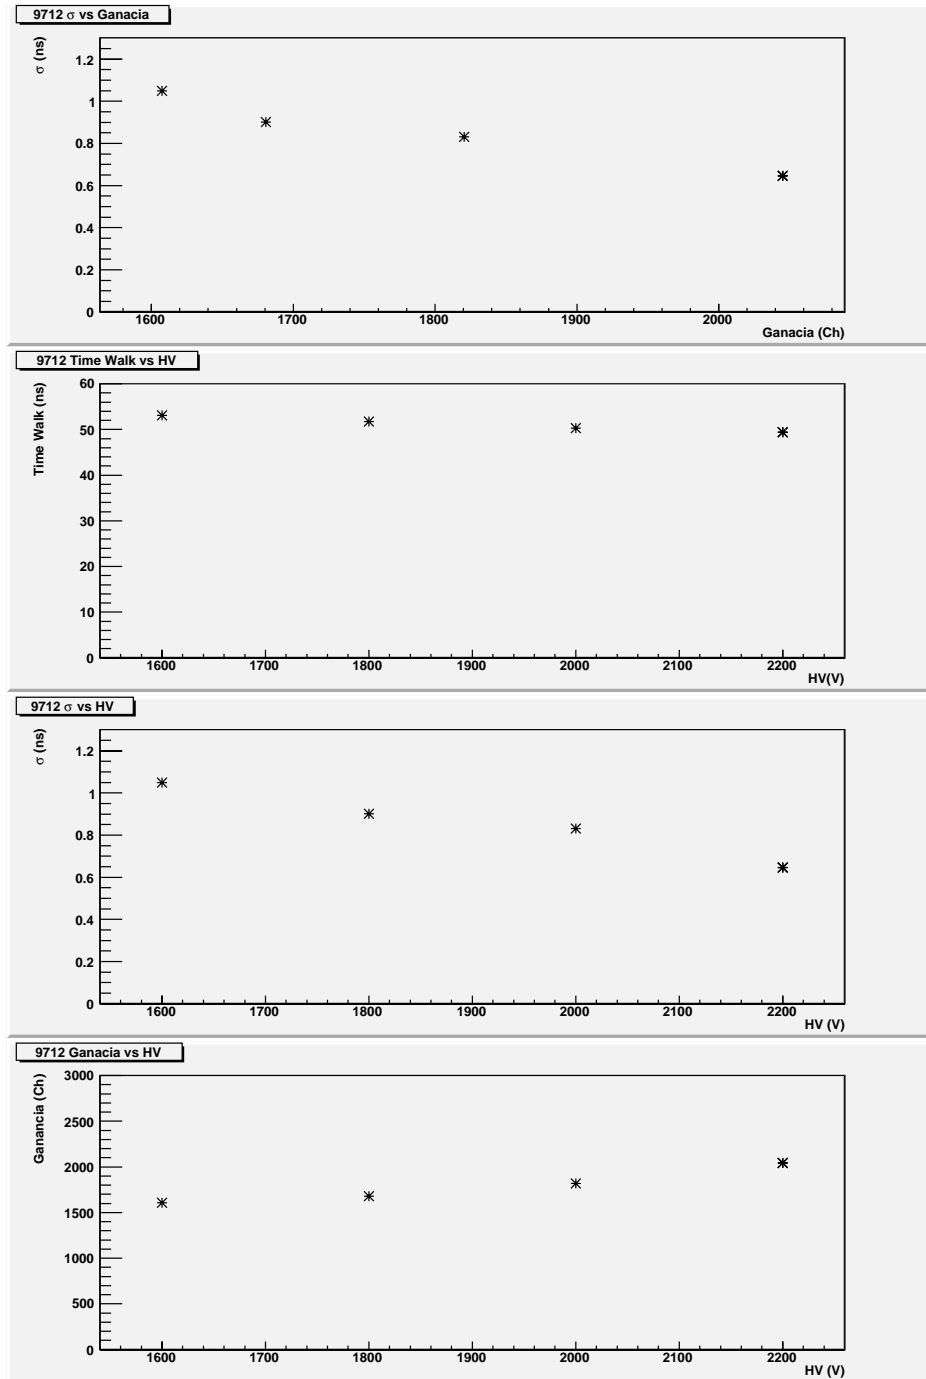 9712 σ vs Ganacia
σ (ns)
1.2
1
0.8
0.6
0.4
0.2
0
1600 1700 1800 1900 2000
Ganacia (Ch)
9712 Time Walk vs HV
Time Walk (ns)
60
50
40
30
20
10
0
1600 1700 1800 1900 2000 2100 2200
HV(V)
9712 σ vs HV
σ (ns)
1.2
1
0.8
0.6
0.4
0.2
0
1600 1700 1800 1900 2000 2100 2200
HV (V)
9712 Ganacia vs HV
Ganancia (Ch)
3000
2500
2000
1500
1000
500
0
1600 1700 1800 1900 2000 2100 2200
HV (V)